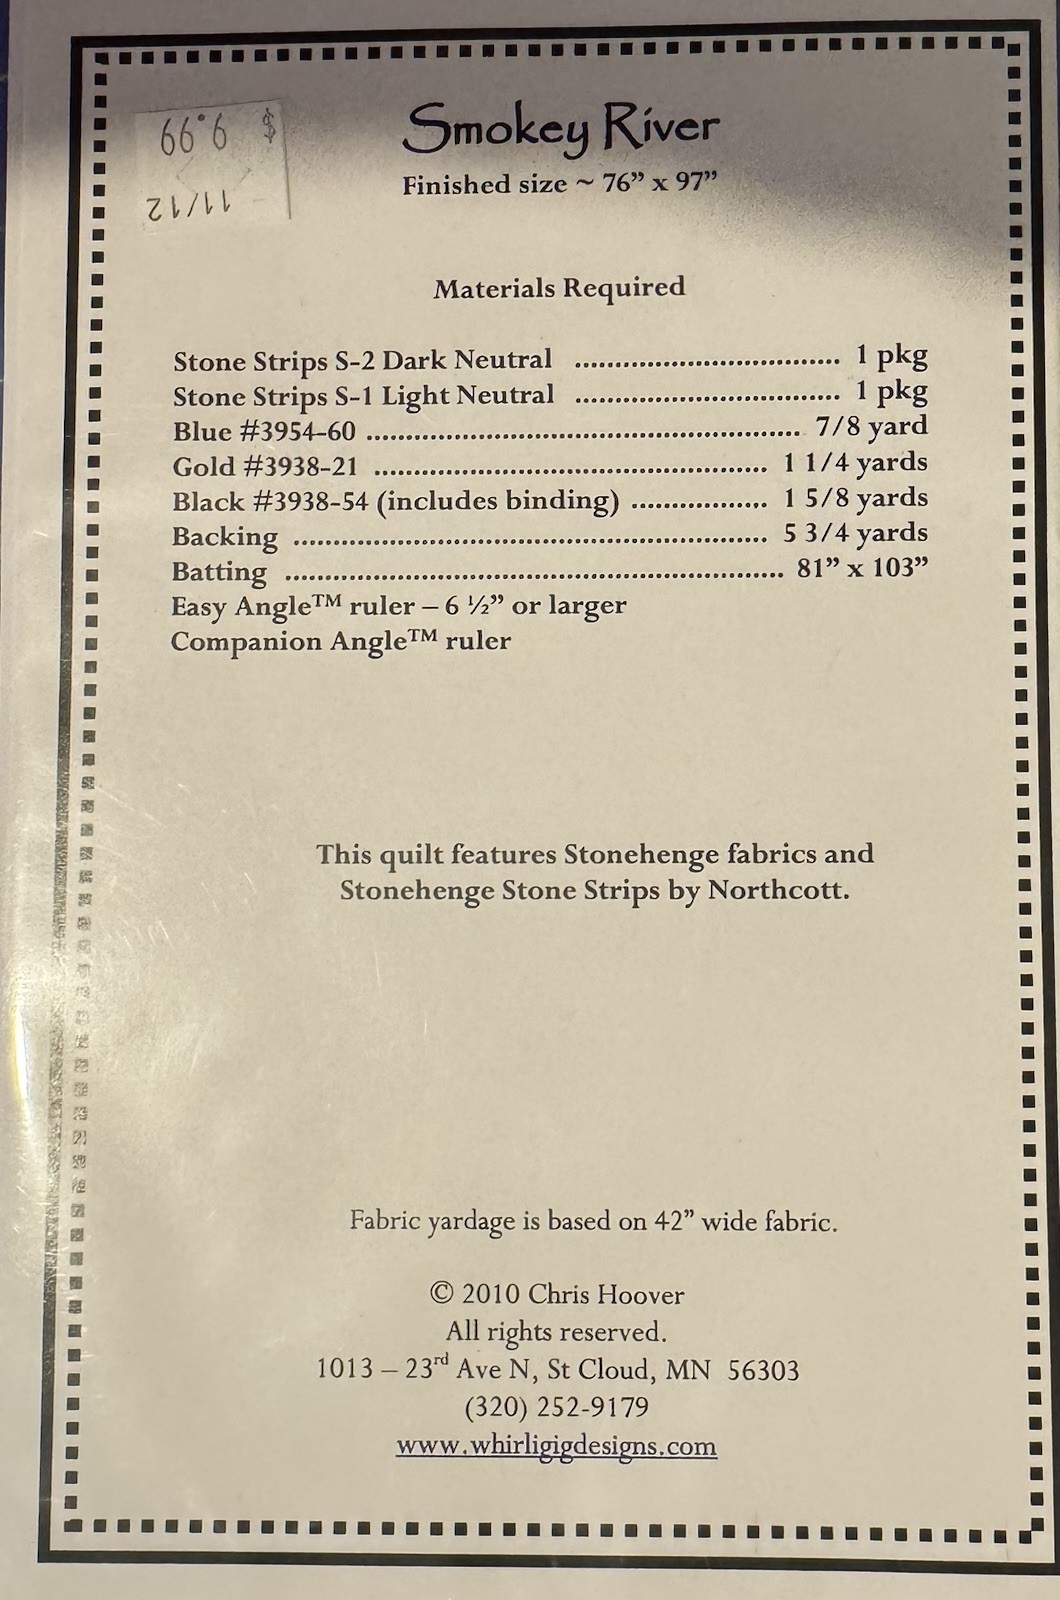 $ 9.99
11/12
Smokey River
Finished size ~ 76” x 97”
Materials Required
Stone Strips S-2 Dark Neutral ................................. 1 pkg
Stone Strips S-1 Light Neutral ................................. 1 pkg
Blue #3954-60 ...................................................... 7/8 yard
Gold #3938-21 ................................................. 1 1/4 yards
Black #3938-54 (includes binding) ................. 1 5/8 yards
Backing ........................................................... 5 3/4 yards
Batting .............................................................. 81” x 103”
Easy Angle™ ruler – 6 ½” or larger
Companion Angle™ ruler
This quilt features Stonehenge fabrics and
Stonehenge Stone Strips by Northcott.
Fabric yardage is based on 42” wide fabric.
© 2010 Chris Hoover
All rights reserved.
1013 – 23rd Ave N, St Cloud, MN 56303
(320) 252-9179
www.whirligigdesigns.com